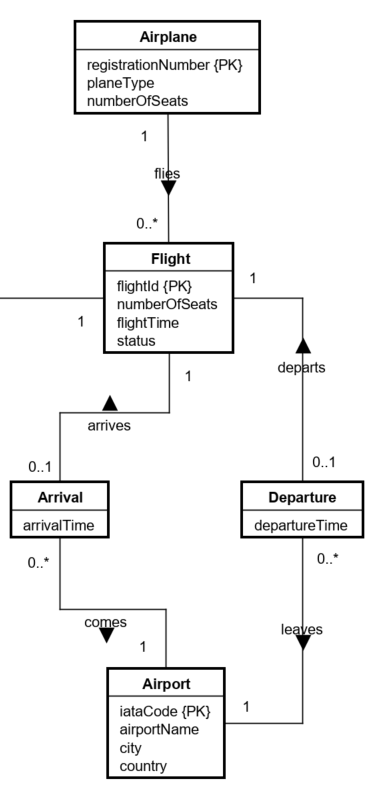 Airplane
registrationNumber {PK}
planeType
numberOfSeats
1
flies
0..*
Flight
flightId {PK}
numberOfSeats
flightTime
status
1
1
1
departs
arrives
0..1
0..1
Arrival
arrivalTime
Departure
departureTime
0..*
0..*
comes
leaves
1
1
Airport
iataCode {PK}
airportName
city
country